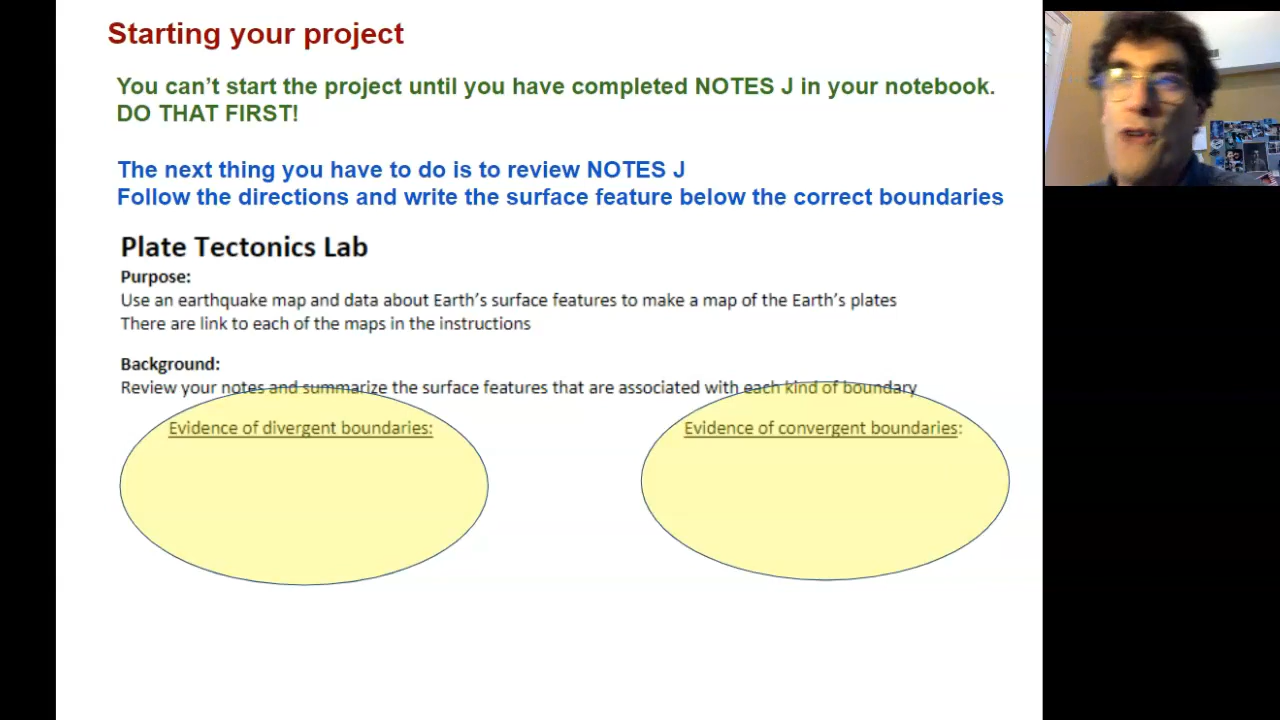 Starting your project
You can't start the project until you have completed NOTES J in your notebook.
DO THAT FIRST!
The next thing you have to do is to review NOTES J
Follow the directions and write the surface feature below the correct boundaries
Plate Tectonics Lab
Purpose:
Use an earthquake map and data about Earth's surface features to make a map of the Earth's plates
There are link to each of the maps in the instructions
Background:
Review your notes and summarize the surface features that are associated with each kind of boundary
Evidence of divergent boundaries:
Evidence of convergent boundaries: